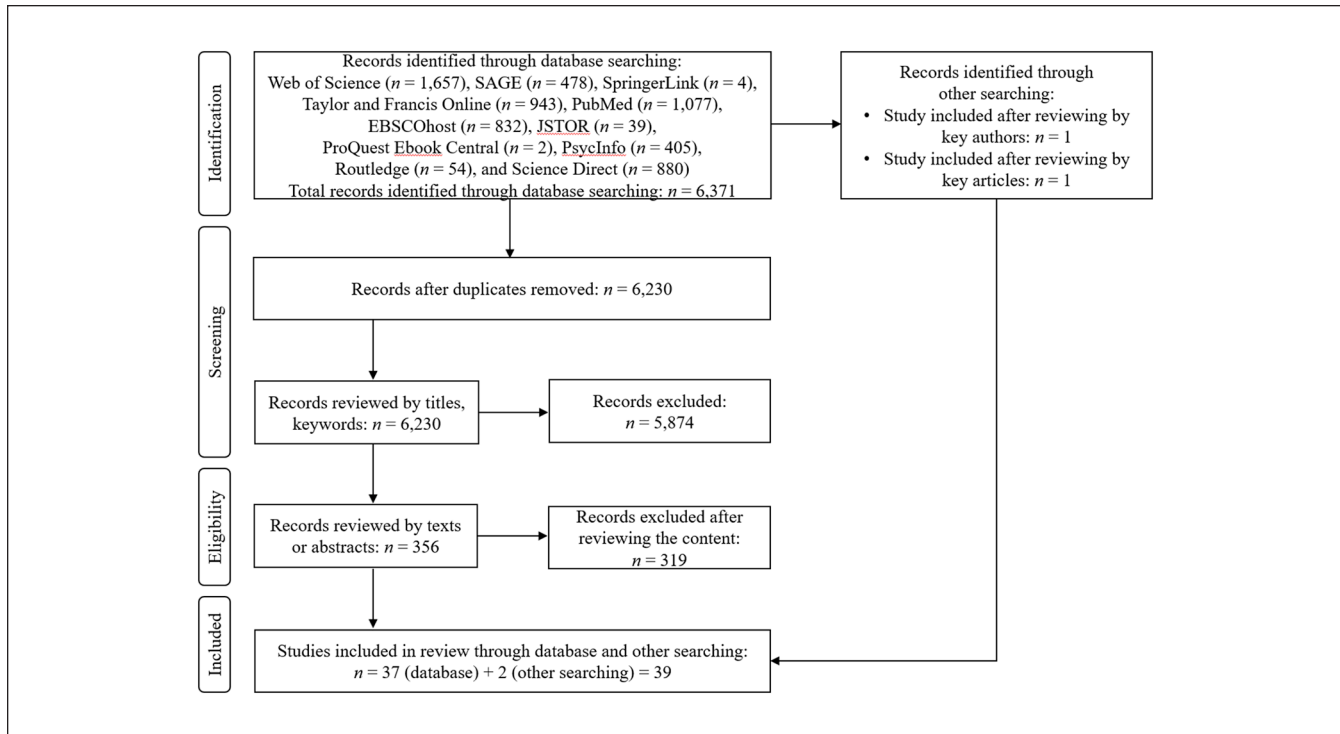 Identification
Records identified through database searching:
Web of Science (n = 1,657), SAGE (n = 478), SpringerLink (n = 4),
Taylor and Francis Online (n = 943), PubMed (n = 1,077),
EBSCOhost (n = 832), JSTOR (n = 39),
ProQuest Ebook Central (n = 2), PsycInfo (n = 405),
Routledge (n = 54), and Science Direct (n = 880)
Total records identified through database searching: n = 6,371
Records identified through
other searching:
• Study included after reviewing by
key authors: n = 1
• Study included after reviewing by
key articles: n = 1
Screening
Records after duplicates removed: n = 6,230
Records reviewed by titles,
keywords: n = 6,230
Records excluded:
n = 5,874
Eligibility
Records reviewed by texts
or abstracts: n = 356
Records excluded after
reviewing the content:
n = 319
Included
Studies included in review through database and other searching:
n = 37 (database) + 2 (other searching) = 39